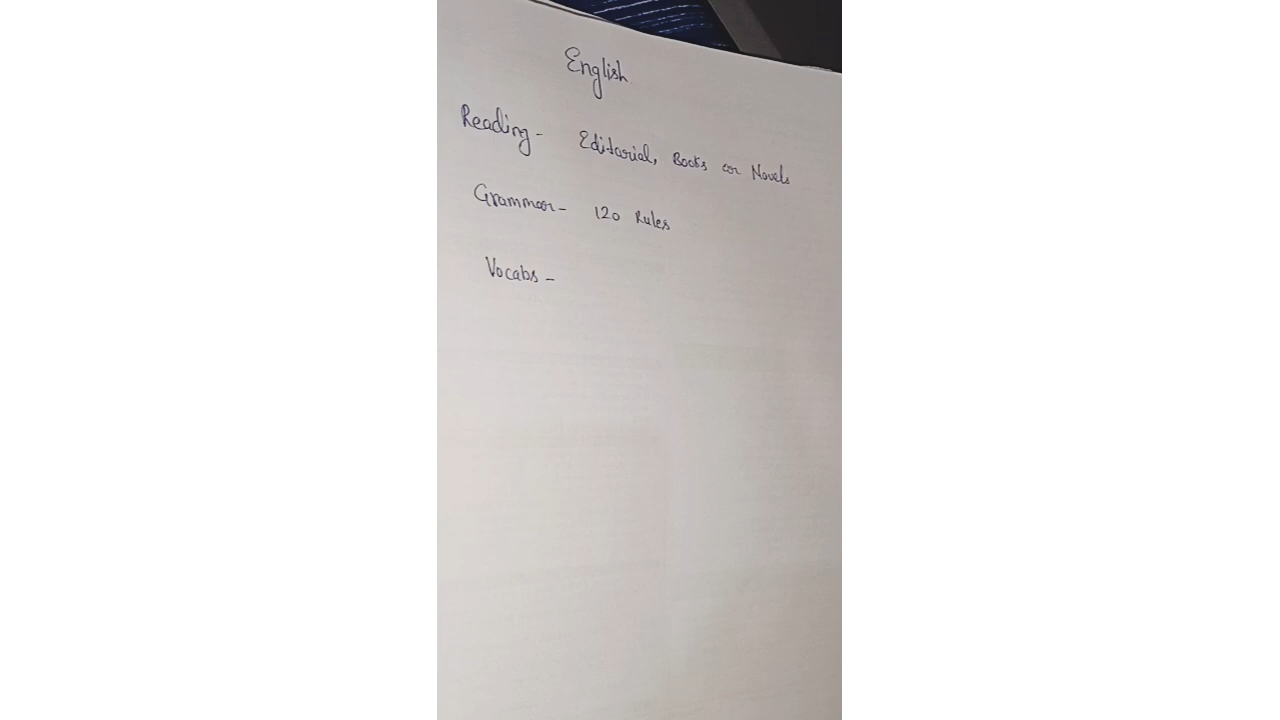 English
Reading - Editorial, Books or Novels
Grammar - 120 Rules
Vocabs -